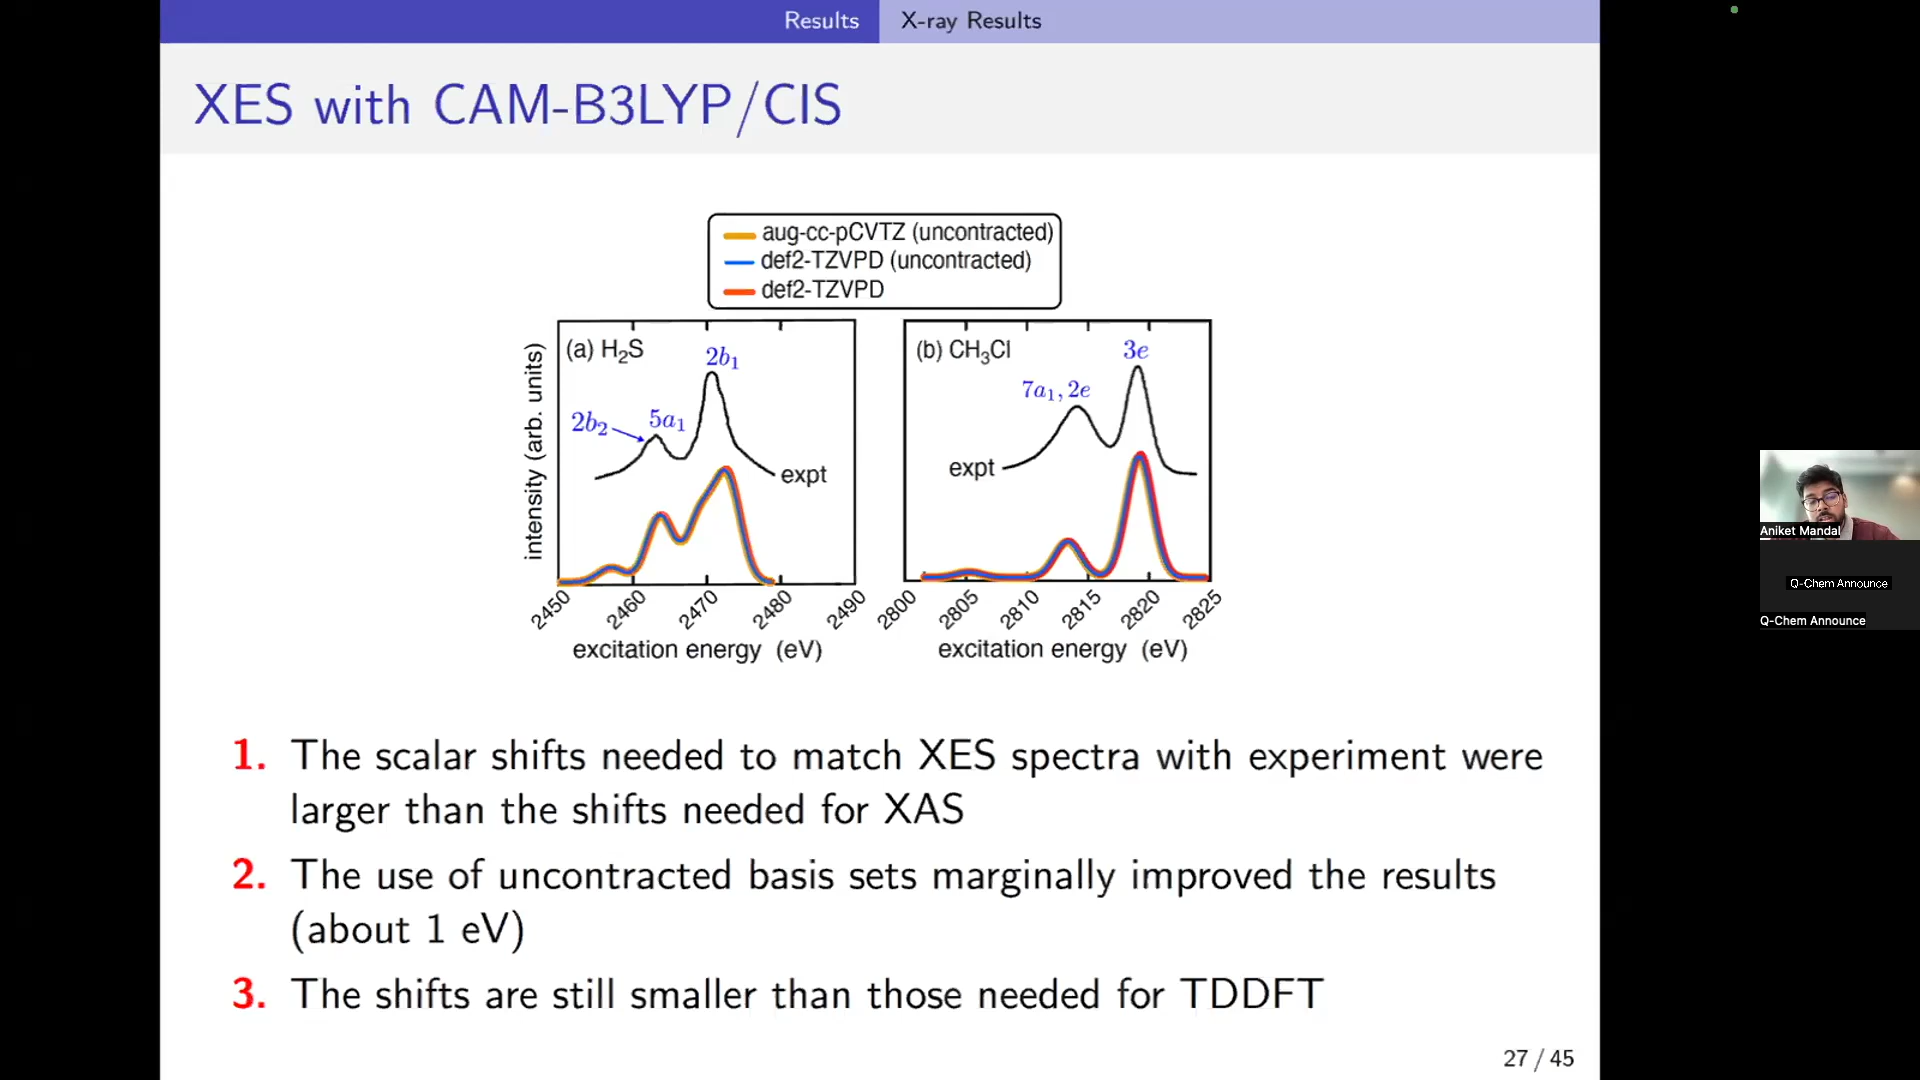 Results
X-ray Results
XES with CAM-B3LYP/CIS
aug-cc-pCVTZ (uncontracted)
def2-TZVPD (uncontracted)
def2-TZVPD
intensity (arb. units)
(a) H₂S
2b₂
5a₁
2b₁
expt
2450 2460 2470 2480 2490
excitation energy (eV)
(b) CH₃Cl
7a₁, 2e
3e
expt
2800 2805 2810 2815 2820 2825
excitation energy (eV)
1. The scalar shifts needed to match XES spectra with experiment were
larger than the shifts needed for XAS
2. The use of uncontracted basis sets marginally improved the results
(about 1 eV)
3. The shifts are still smaller than those needed for TDDFT
27 / 45
Aniket Mandal
Q-Chem Announce
Q-Chem Announce